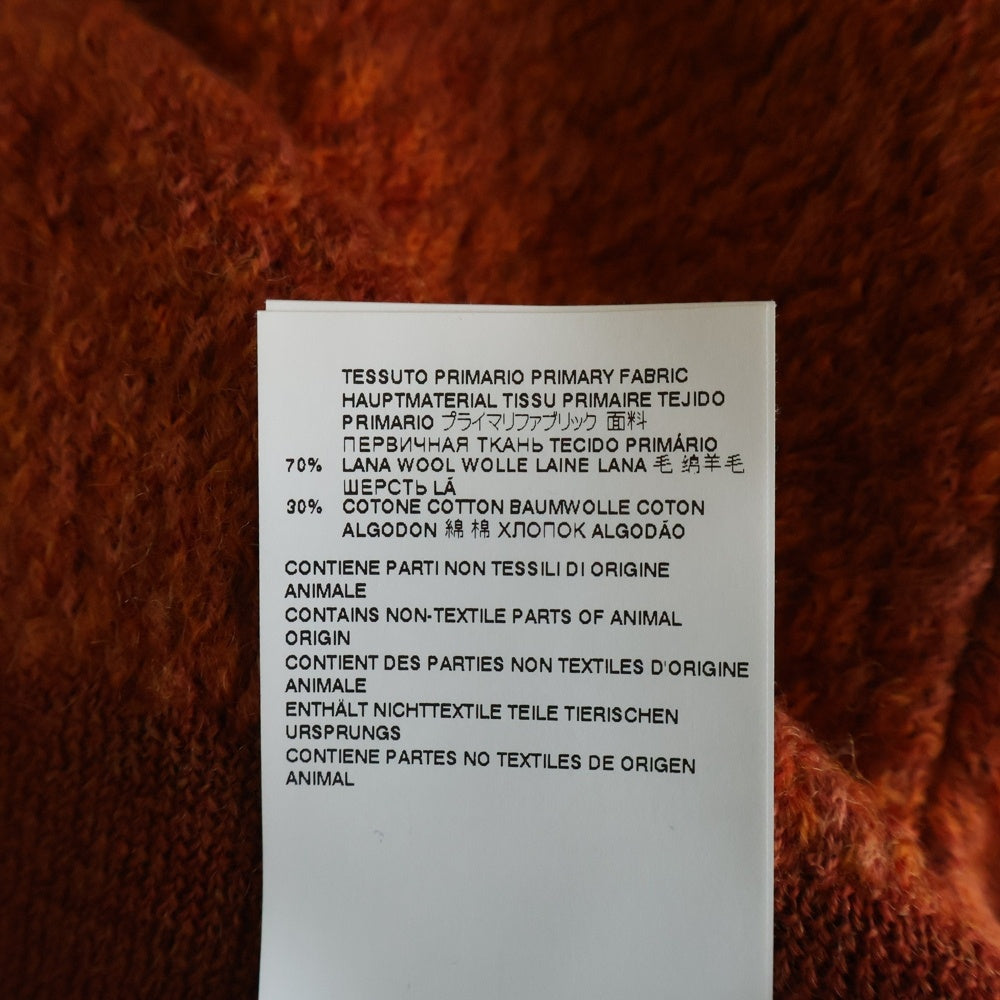 TESSUTO PRIMARIO PRIMARY FABRIC
HAUPTMATERIAL TISSU PRIMAIRE TEJIDO
PRIMARIO プライマリファブリック 面料
ПЕРВИЧНАЯ ТКАНЬ TECIDO PRIMÁRIO
70% LANA WOOL WOLLE LAINE LANA 毛 绵羊毛
ШЕРСТЬ LÃ
30% COTONE COTTON BAUMWOLLE COTON
ALGODON 綿 棉 ХЛОПОК ALGODÃO
CONTIENE PARTI NON TESSILI DI ORIGINE
ANIMALE
CONTAINS NON-TEXTILE PARTS OF ANIMAL
ORIGIN
CONTIENT DES PARTIES NON TEXTILES D'ORIGINE
ANIMALE
ENTHÄLT NICHTTEXTILE TEILE TIERISCHEN
URSPRUNGS
CONTIENE PARTES NO TEXTILES DE ORIGEN
ANIMAL